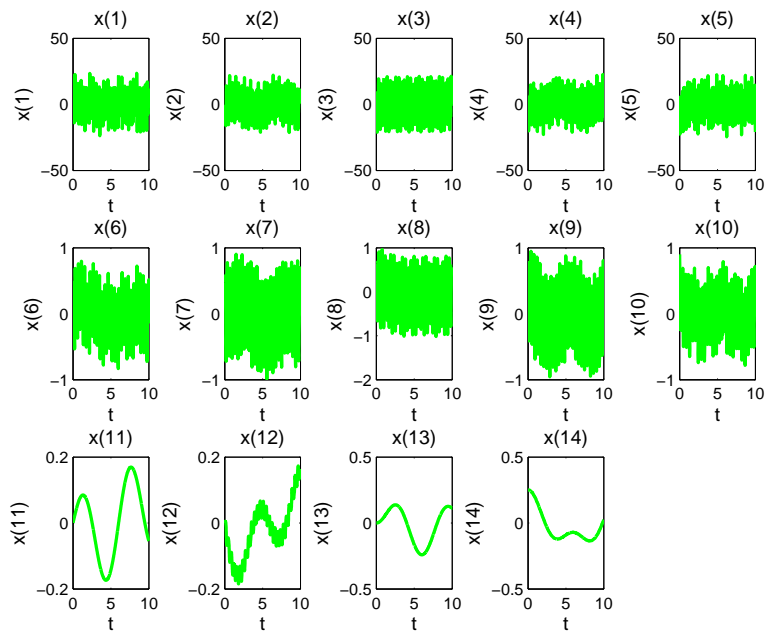 x(1) x(2) x(3) x(4) x(5)
50 50 50 50 50
x(1) 0 x(2) 0 x(3) 0 x(4) 0 x(5) 0
−50 −50 −50 −50 −50
0 5 10 0 5 10 0 5 10 0 5 10 0 5 10
t t t t t
x(6) x(7) x(8) x(9) x(10)
1 1 1 1 1
x(6) 0 x(7) 0 x(8) 0 x(9) 0 x(10) 0
−1
−1 −1 −2 −1 −1
0 5 10 0 5 10 0 5 10 0 5 10 0 5 10
t t t t t
x(11) x(12) x(13) x(14)
0.2 0.2 0.5 0.5
x(11) 0 x(12) 0 x(13) 0 x(14) 0
−0.2 −0.2 −0.5 −0.5
0 5 10 0 5 10 0 5 10 0 5 10
t t t t